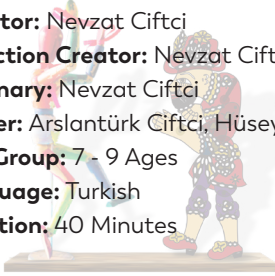 tor: Nevzat Ciftci
ction Creator: Nevzat Cift
nary: Nevzat Ciftci
er: Arslantürk Ciftci, Hüsey
Group: 7 - 9 Ages
uage: Turkish
tion: 40 Minutes